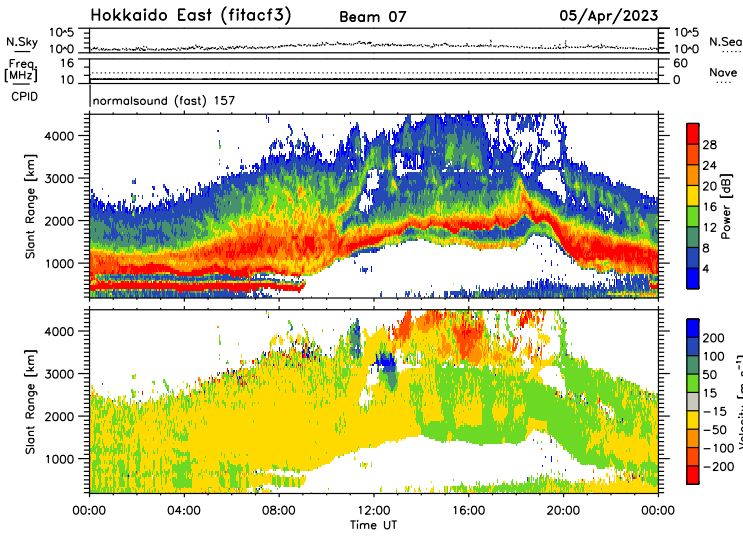 Hokkaido East (fitacf3) Beam 07 05/Apr/2023
N.Sky 10^5 10^0 10^5 10^0 N.Sea
Freq. [MHz] 16 10 60 0 Nave
CPID normalsound (fast) 157
Slant Range [km] 4000 3000 2000 1000
Power [dB] 28 24 20 16 12 8 4
Slant Range [km] 4000 3000 2000 1000
Velocity [m s⁻¹] 200 100 50 15 -15 -50 -100 -200
00:00 04:00 08:00 12:00 16:00 20:00 00:00
Time UT